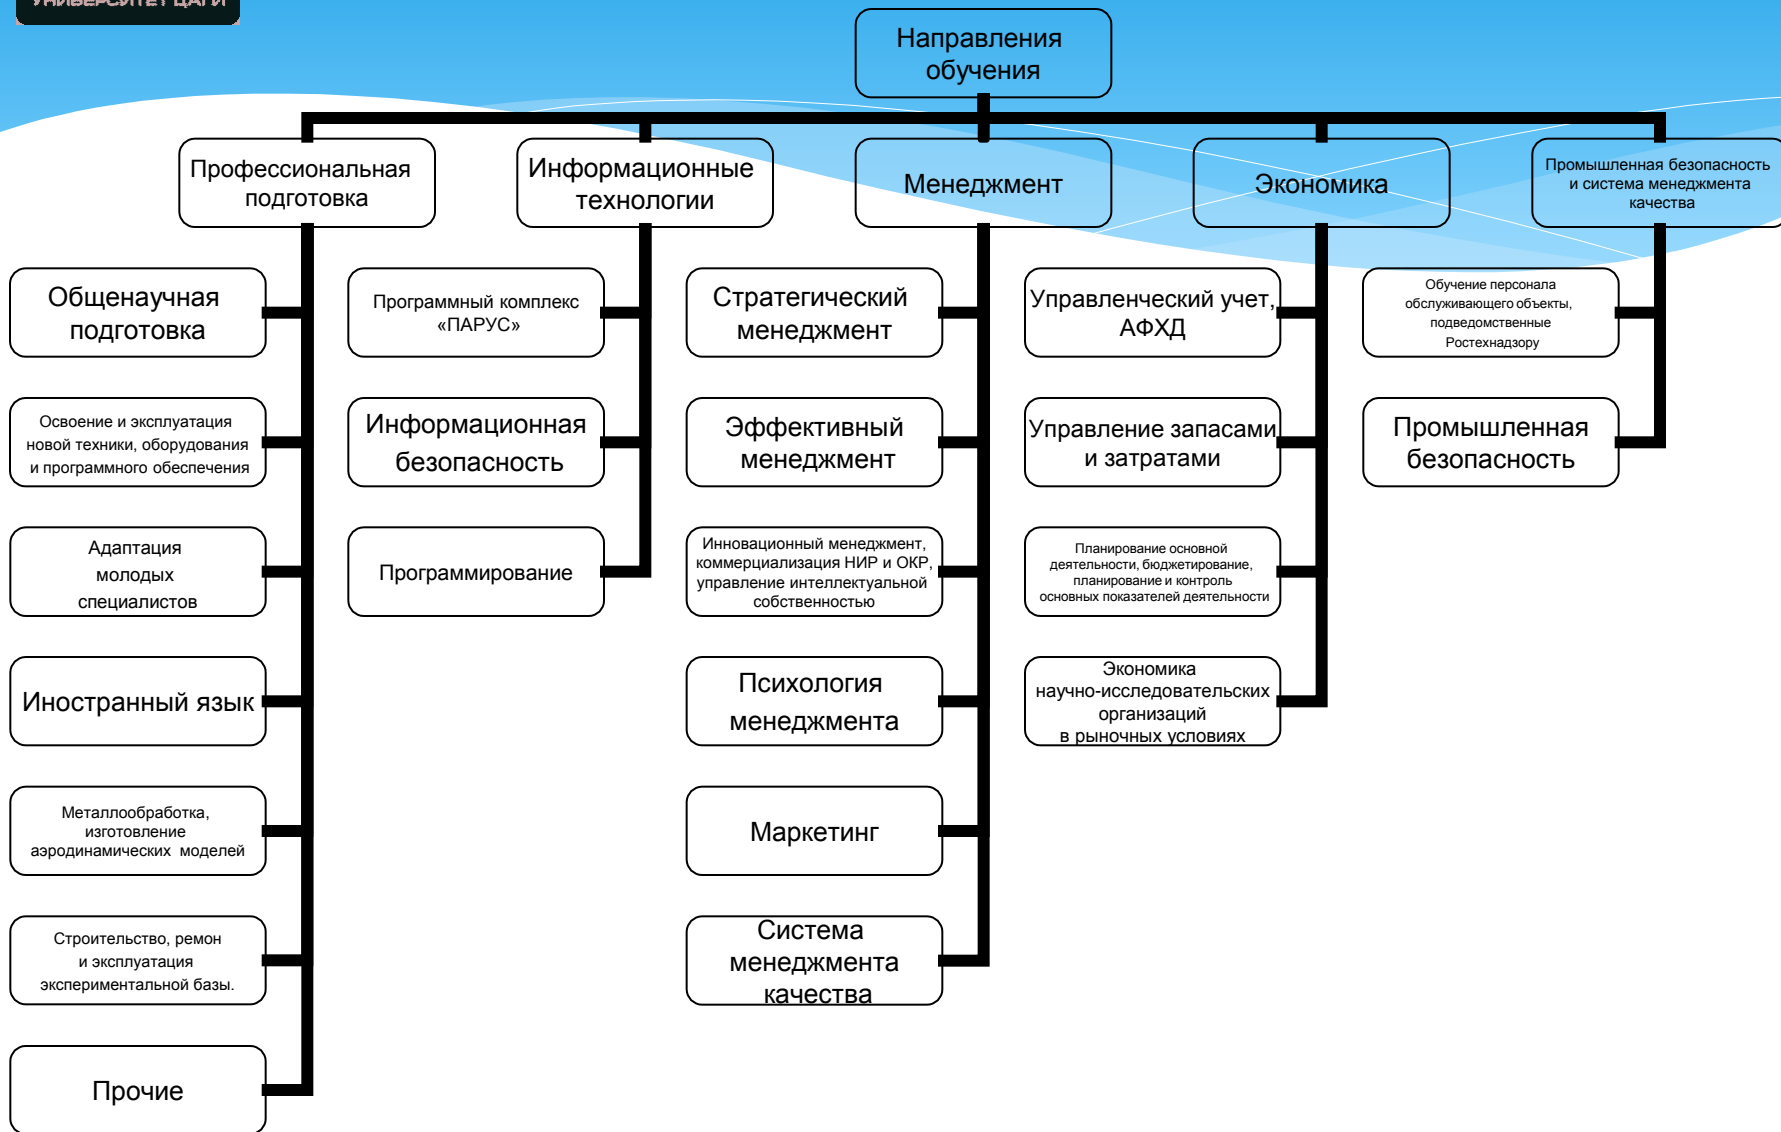 УНИВЕРСИТЕТ ЦАГИ
Направления
обучения
Профессиональная
подготовка
Информационные
технологии
Менеджмент
Экономика
Промышленная безопасность
и система менеджмента
качества
Общенаучная
подготовка
Освоение и эксплуатация
новой техники, оборудования
и программного обеспечения
Адаптация
молодых
специалистов
Иностранный язык
Металлообработка,
изготовление
аэродинамических моделей
Строительство, ремон
и эксплуатация
экспериментальной базы.
Прочие
Программный комплекс
«ПАРУС»
Информационная
безопасность
Программирование
Стратегический
менеджмент
Эффективный
менеджмент
Инновационный менеджмент,
коммерциализация НИР и ОКР,
управление интеллектуальной
собственностью
Психология
менеджмента
Маркетинг
Система
менеджмента
качества
Управленческий учет,
АФХД
Управление запасами
и затратами
Планирование основной
деятельности, бюджетирование,
планирование и контроль
основных показателей деятельности
Экономика
научно-исследовательских
организаций
в рыночных условиях
Обучение персонала
обслуживающего объекты,
подведомственные
Ростехнадзору
Промышленная
безопасность